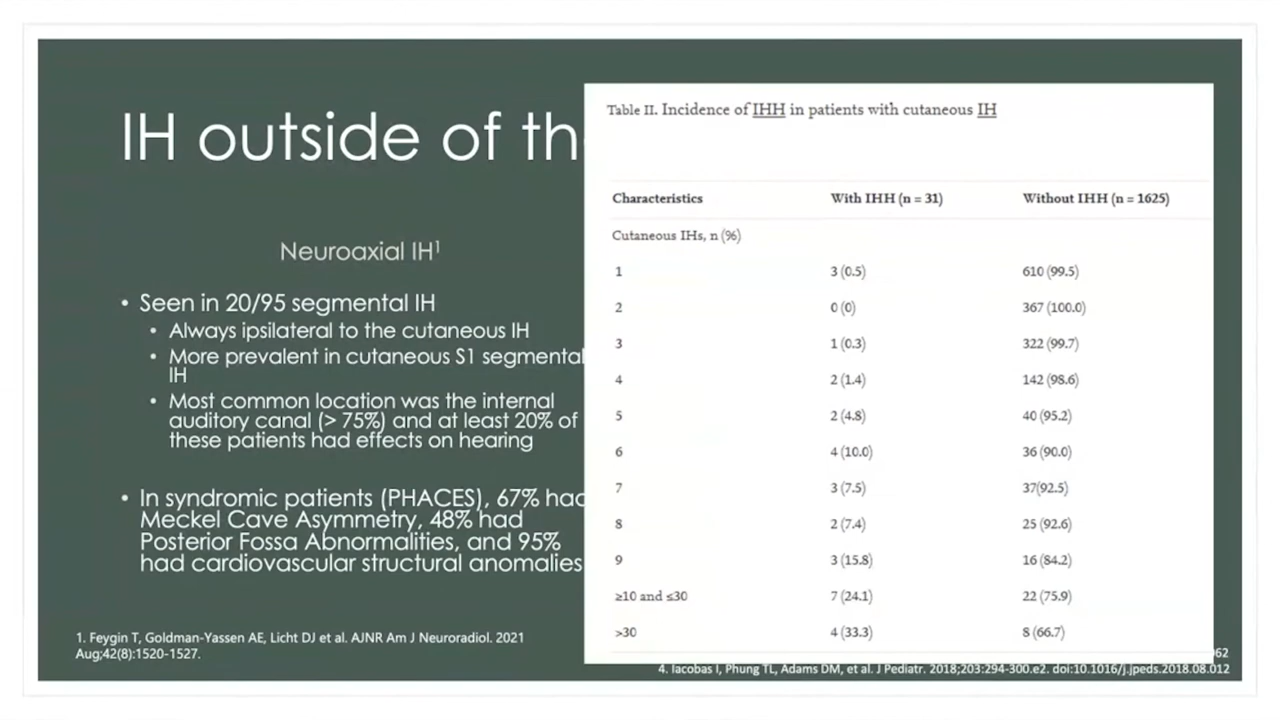 IH outside of th
Neuroaxial IH¹
• Seen in 20/95 segmental IH
• Always ipsilateral to the cutaneous IH
• More prevalent in cutaneous S1 segmental
IH
• Most common location was the internal
auditory canal (> 75%) and at least 20% of
these patients had effects on hearing
• In syndromic patients (PHACES), 67% had
Meckel Cave Asymmetry, 48% had
Posterior Fossa Abnormalities, and 95%
had cardiovascular structural anomalies
1. Feygin T, Goldman-Yassen AE, Licht DJ et al. AJNR Am J Neuroradiol. 2021
Aug;42(8):1520-1527.
Table II. Incidence of IHH in patients with cutaneous IH
Characteristics With IHH (n = 31) Without IHH (n = 1625)
Cutaneous IHs, n (%)
1 3 (0.5) 610 (99.5)
2 0 (0) 367 (100.0)
3 1 (0.3) 322 (99.7)
4 2 (1.4) 142 (98.6)
5 2 (4.8) 40 (95.2)
6 4 (10.0) 36 (90.0)
7 3 (7.5) 37(92.5)
8 2 (7.4) 25 (92.6)
9 3 (15.8) 16 (84.2)
≥10 and ≤30 7 (24.1) 22 (75.9)
>30 4 (33.3) 8 (66.7)
062
4. Iacobas I, Phung TL, Adams DM, et al. J Pediatr. 2018;203:294-300.e2. doi:10.1016/j.jpeds.2018.08.012